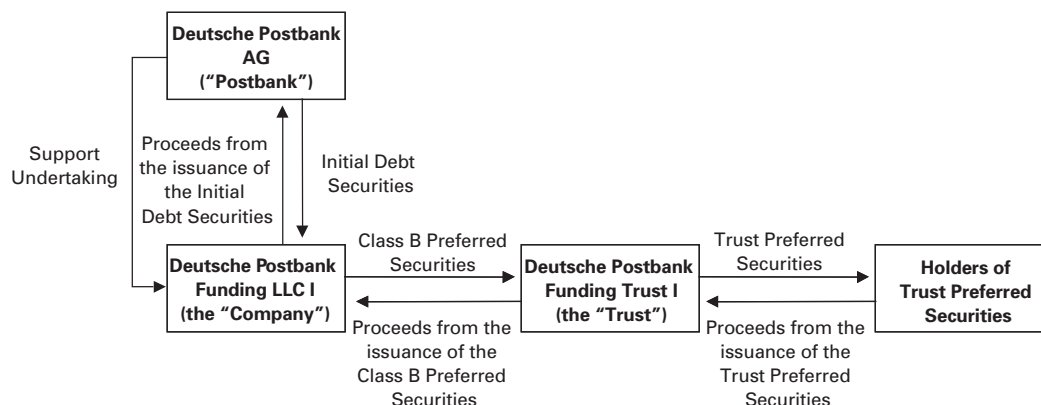 Deutsche Postbank
AG
(“Postbank”)
Support
Undertaking
Proceeds from
the issuance of
the Initial
Debt Securities
Initial Debt
Securities
Deutsche Postbank
Funding LLC I
(the “Company”)
Class B Preferred
Securities
Proceeds from the
issuance of the
Class B Preferred
Securities
Deutsche Postbank
Funding Trust I
(the “Trust”)
Trust Preferred
Securities
Proceeds from the
issuance of the
Trust Preferred
Securities
Holders of
Trust Preferred
Securities